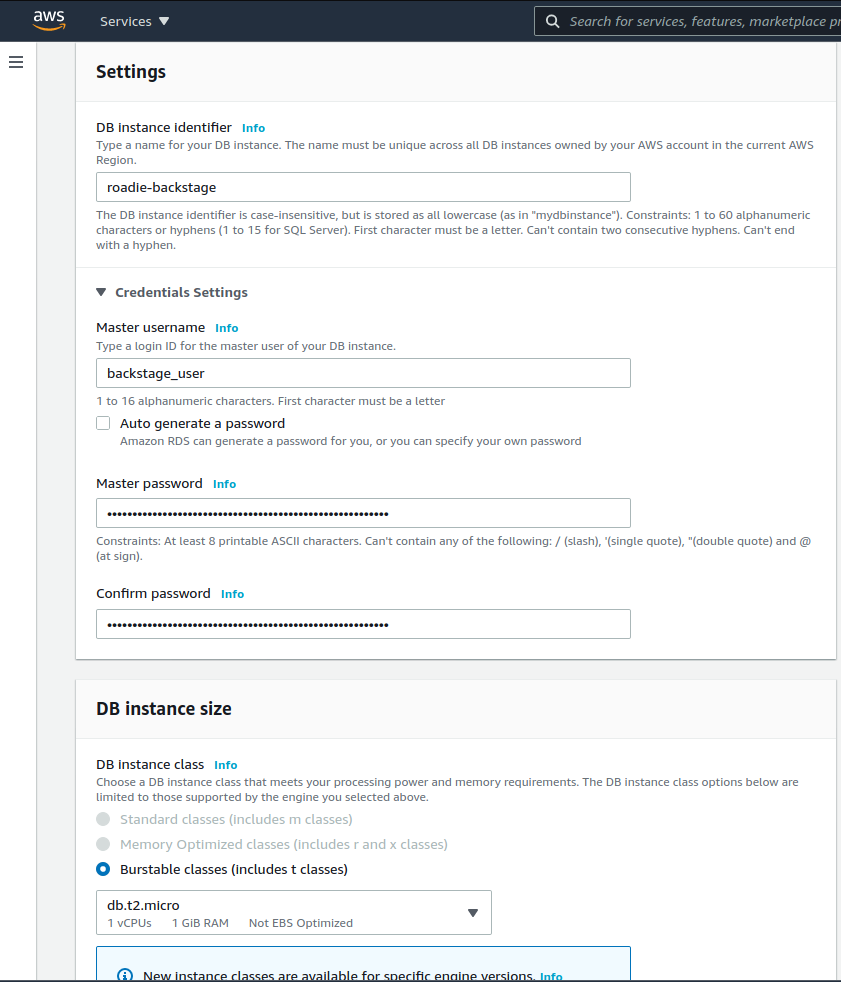 aws
Services
Search for services, features, marketplace pr
Settings
DB instance identifier Info
Type a name for your DB instance. The name must be unique across all DB instances owned by your AWS account in the current AWS
Region.
roadie-backstage
The DB instance identifier is case-insensitive, but is stored as all lowercase (as in "mydbinstance"). Constraints: 1 to 60 alphanumeric
characters or hyphens (1 to 15 for SQL Server). First character must be a letter. Can't contain two consecutive hyphens. Can't end
with a hyphen.
Credentials Settings
Master username Info
Type a login ID for the master user of your DB instance.
backstage_user
1 to 16 alphanumeric characters. First character must be a letter
Auto generate a password
Amazon RDS can generate a password for you, or you can specify your own password
Master password Info
Constraints: At least 8 printable ASCII characters. Can't contain any of the following: / (slash), '(single quote), "(double quote) and @
(at sign).
Confirm password Info
DB instance size
DB instance class Info
Choose a DB instance class that meets your processing power and memory requirements. The DB instance class options below are
limited to those supported by the engine you selected above.
Standard classes (includes m classes)
Memory Optimized classes (includes r and x classes)
Burstable classes (includes t classes)
db.t2.micro
1 vCPUs 1 GiB RAM Not EBS Optimized
New instance classes are available for specific engine versions. Info